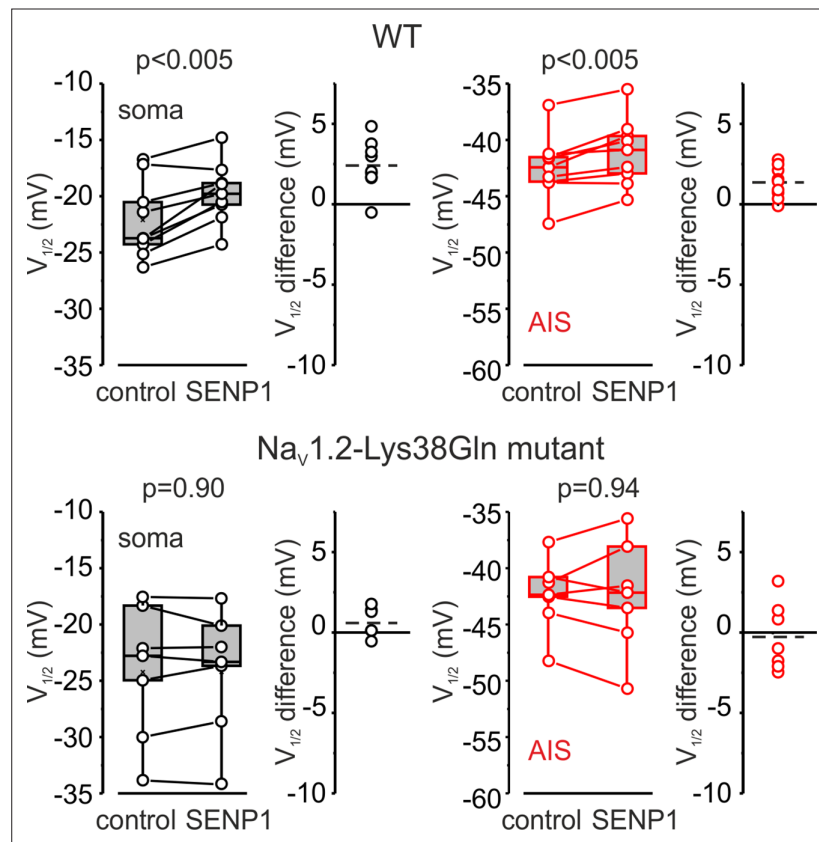 WT
p<0.005
p<0.005
-10
-15
-20
-25
-30
-35
V1/2 (mV)
soma
control SENP1
5
0
-5
-10
V1/2 difference (mV)
-35
-40
-45
-50
-55
-60
V1/2 (mV)
AIS
control SENP1
5
0
-5
-10
V1/2 difference (mV)
NaV1.2-Lys38Gln mutant
p=0.90
p=0.94
-10
-15
-20
-25
-30
-35
V1/2 (mV)
soma
control SENP1
5
0
-5
-10
V1/2 difference (mV)
-35
-40
-45
-50
-55
-60
V1/2 (mV)
AIS
control SENP1
5
0
-5
-10
V1/2 difference (mV)